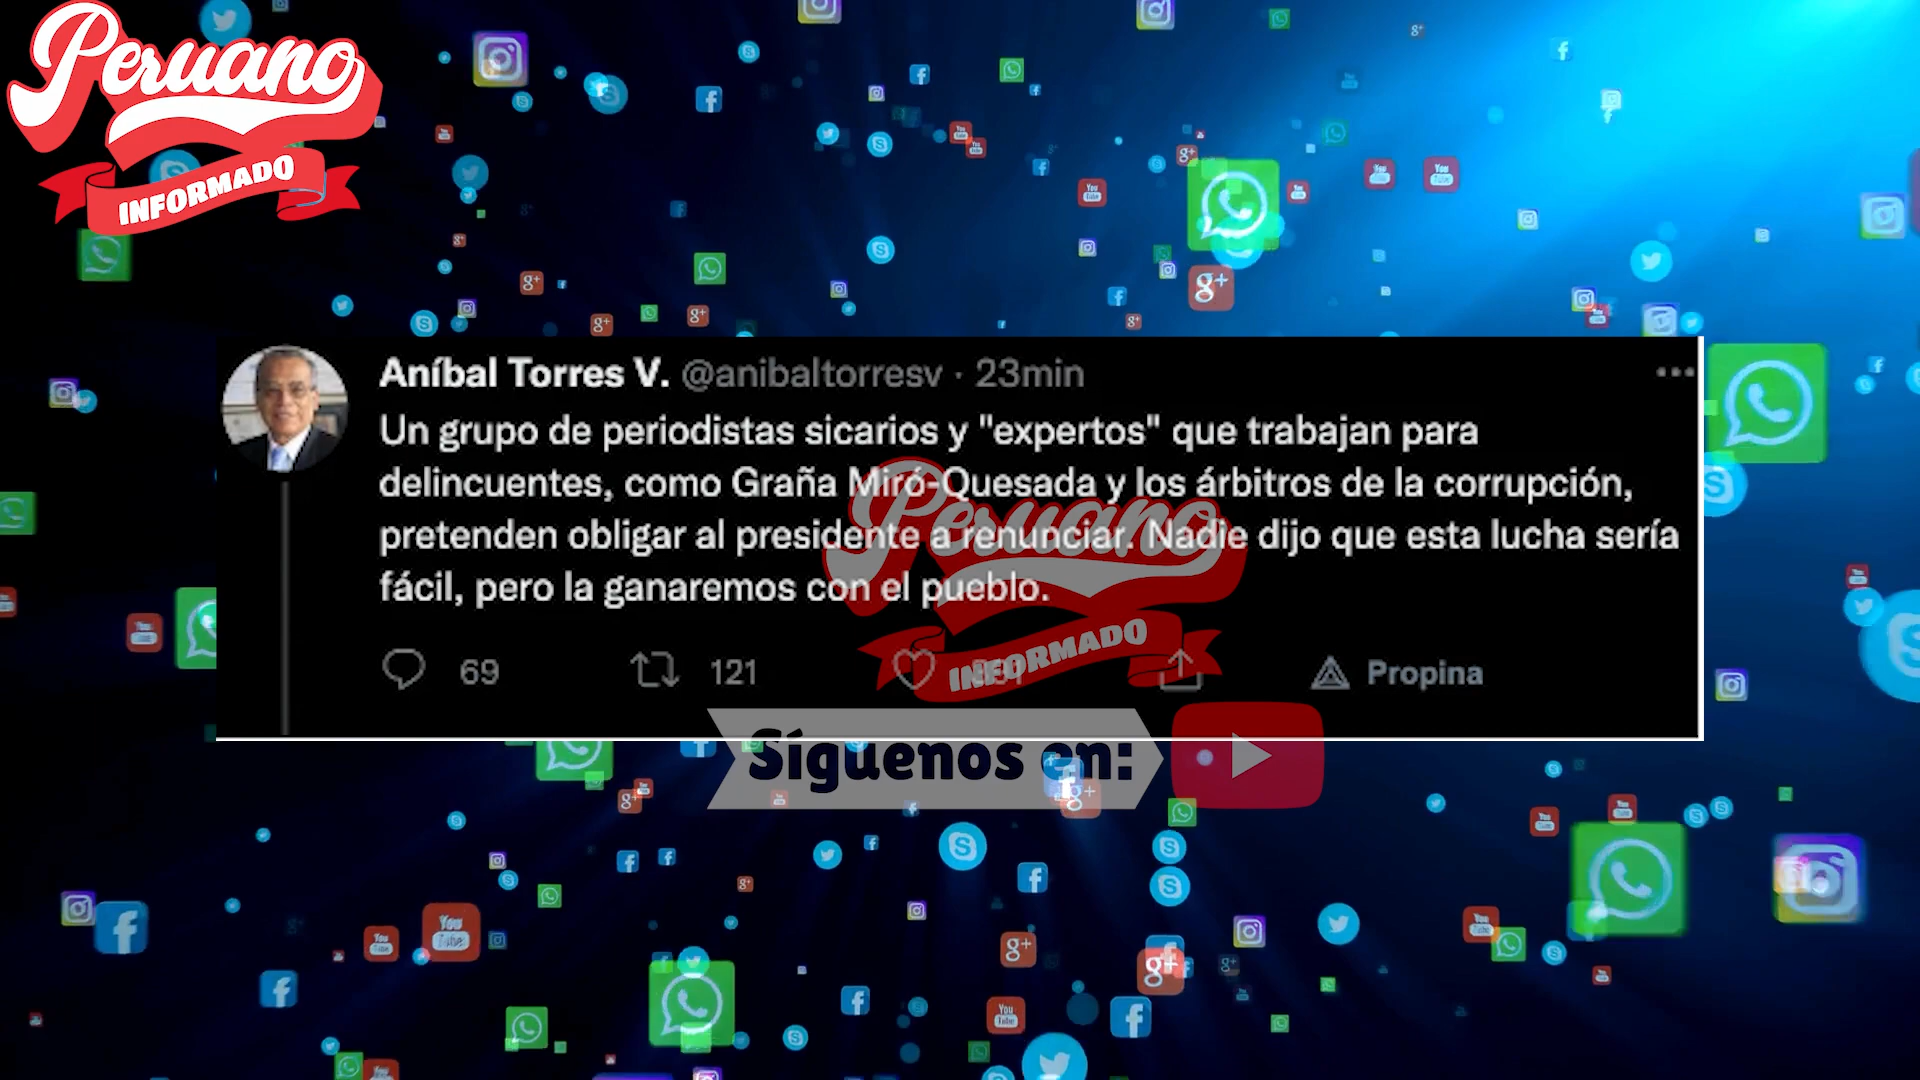 Peruano
INFORMADO
Aníbal Torres V. @anibaltorresv · 23min
Un grupo de periodistas sicarios y "expertos" que trabajan para
delincuentes, como Graña Miró-Quesada y los árbitros de la corrupción,
pretenden obligar al presidente a renunciar. Nadie dijo que esta lucha sería
fácil, pero la ganaremos con el pueblo.
Peruano
INFORMADO
69 121 Propina
Síguenos en: